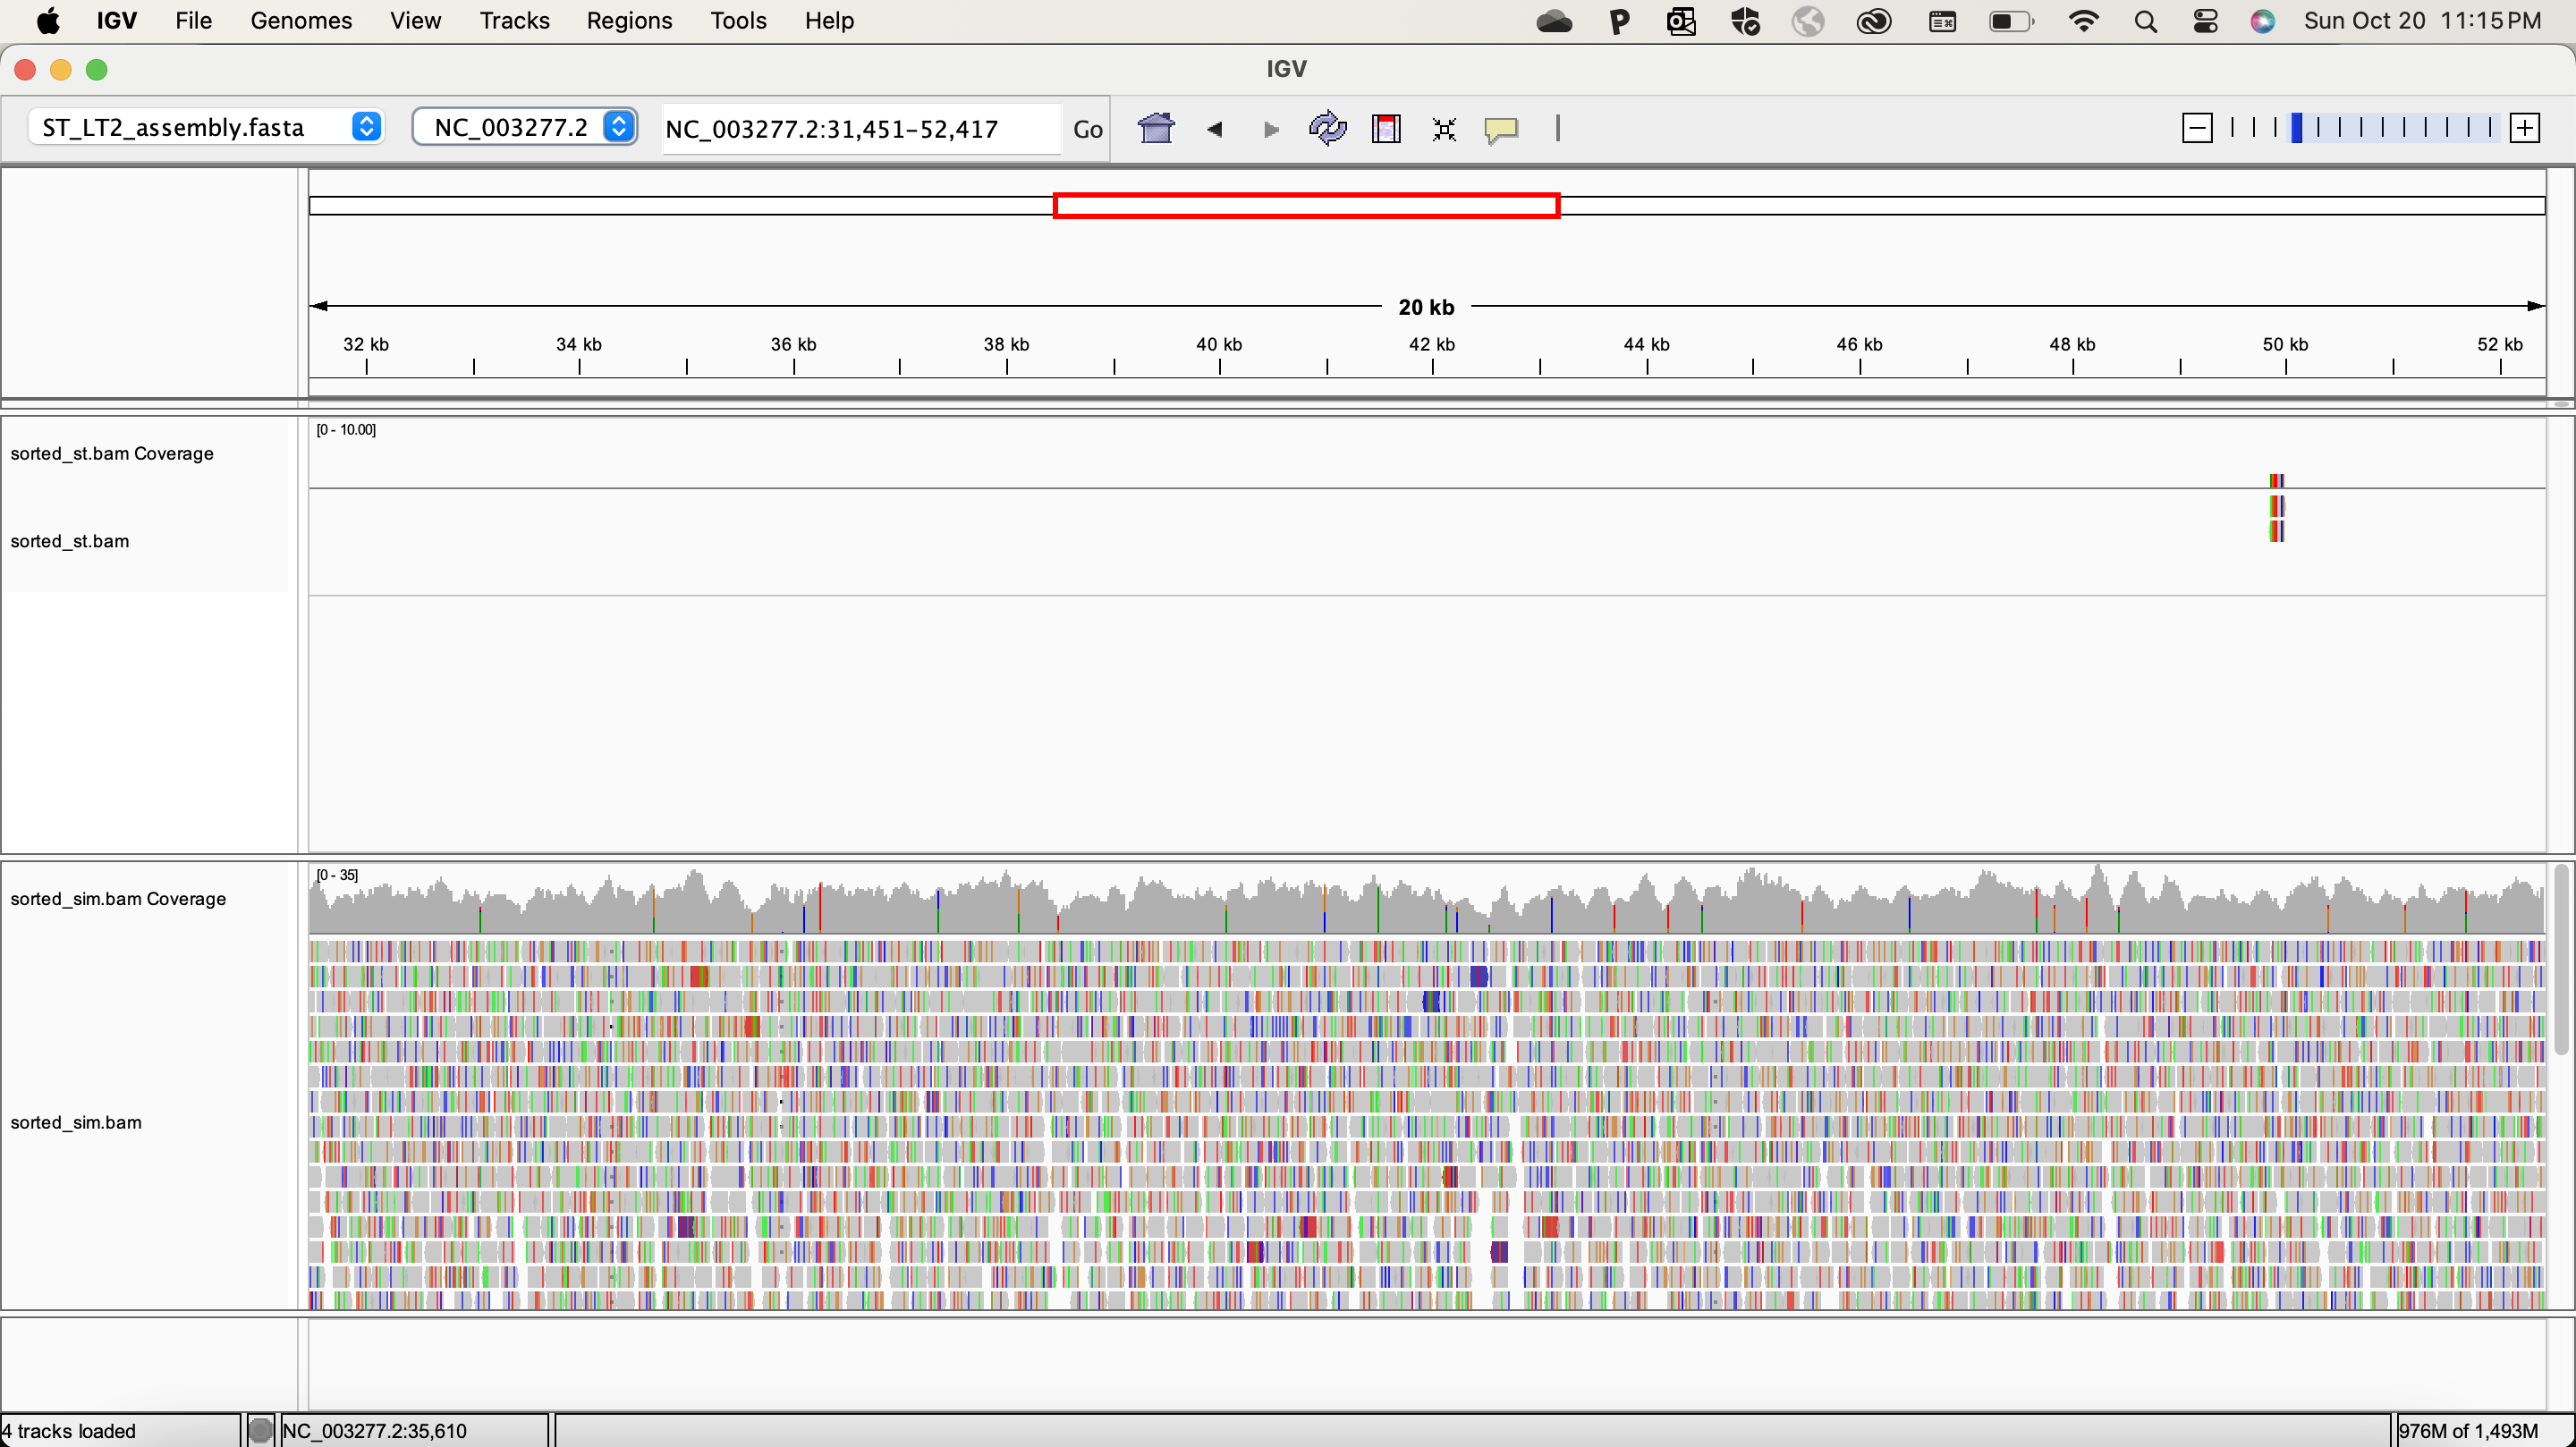 IGV File Genomes View Tracks Regions Tools Help Sun Oct 20 11:15 PM
IGV
ST_LT2_assembly.fasta NC_003277.2 NC_003277.2:31,451-52,417 Go
20 kb
32 kb 34 kb 36 kb 38 kb 40 kb 42 kb 44 kb 46 kb 48 kb 50 kb 52 kb
[0 - 10.00]
sorted_st.bam Coverage
sorted_st.bam
[0 - 35]
sorted_sim.bam Coverage
sorted_sim.bam
4 tracks loaded NC_003277.2:35,610 976M of 1,493M